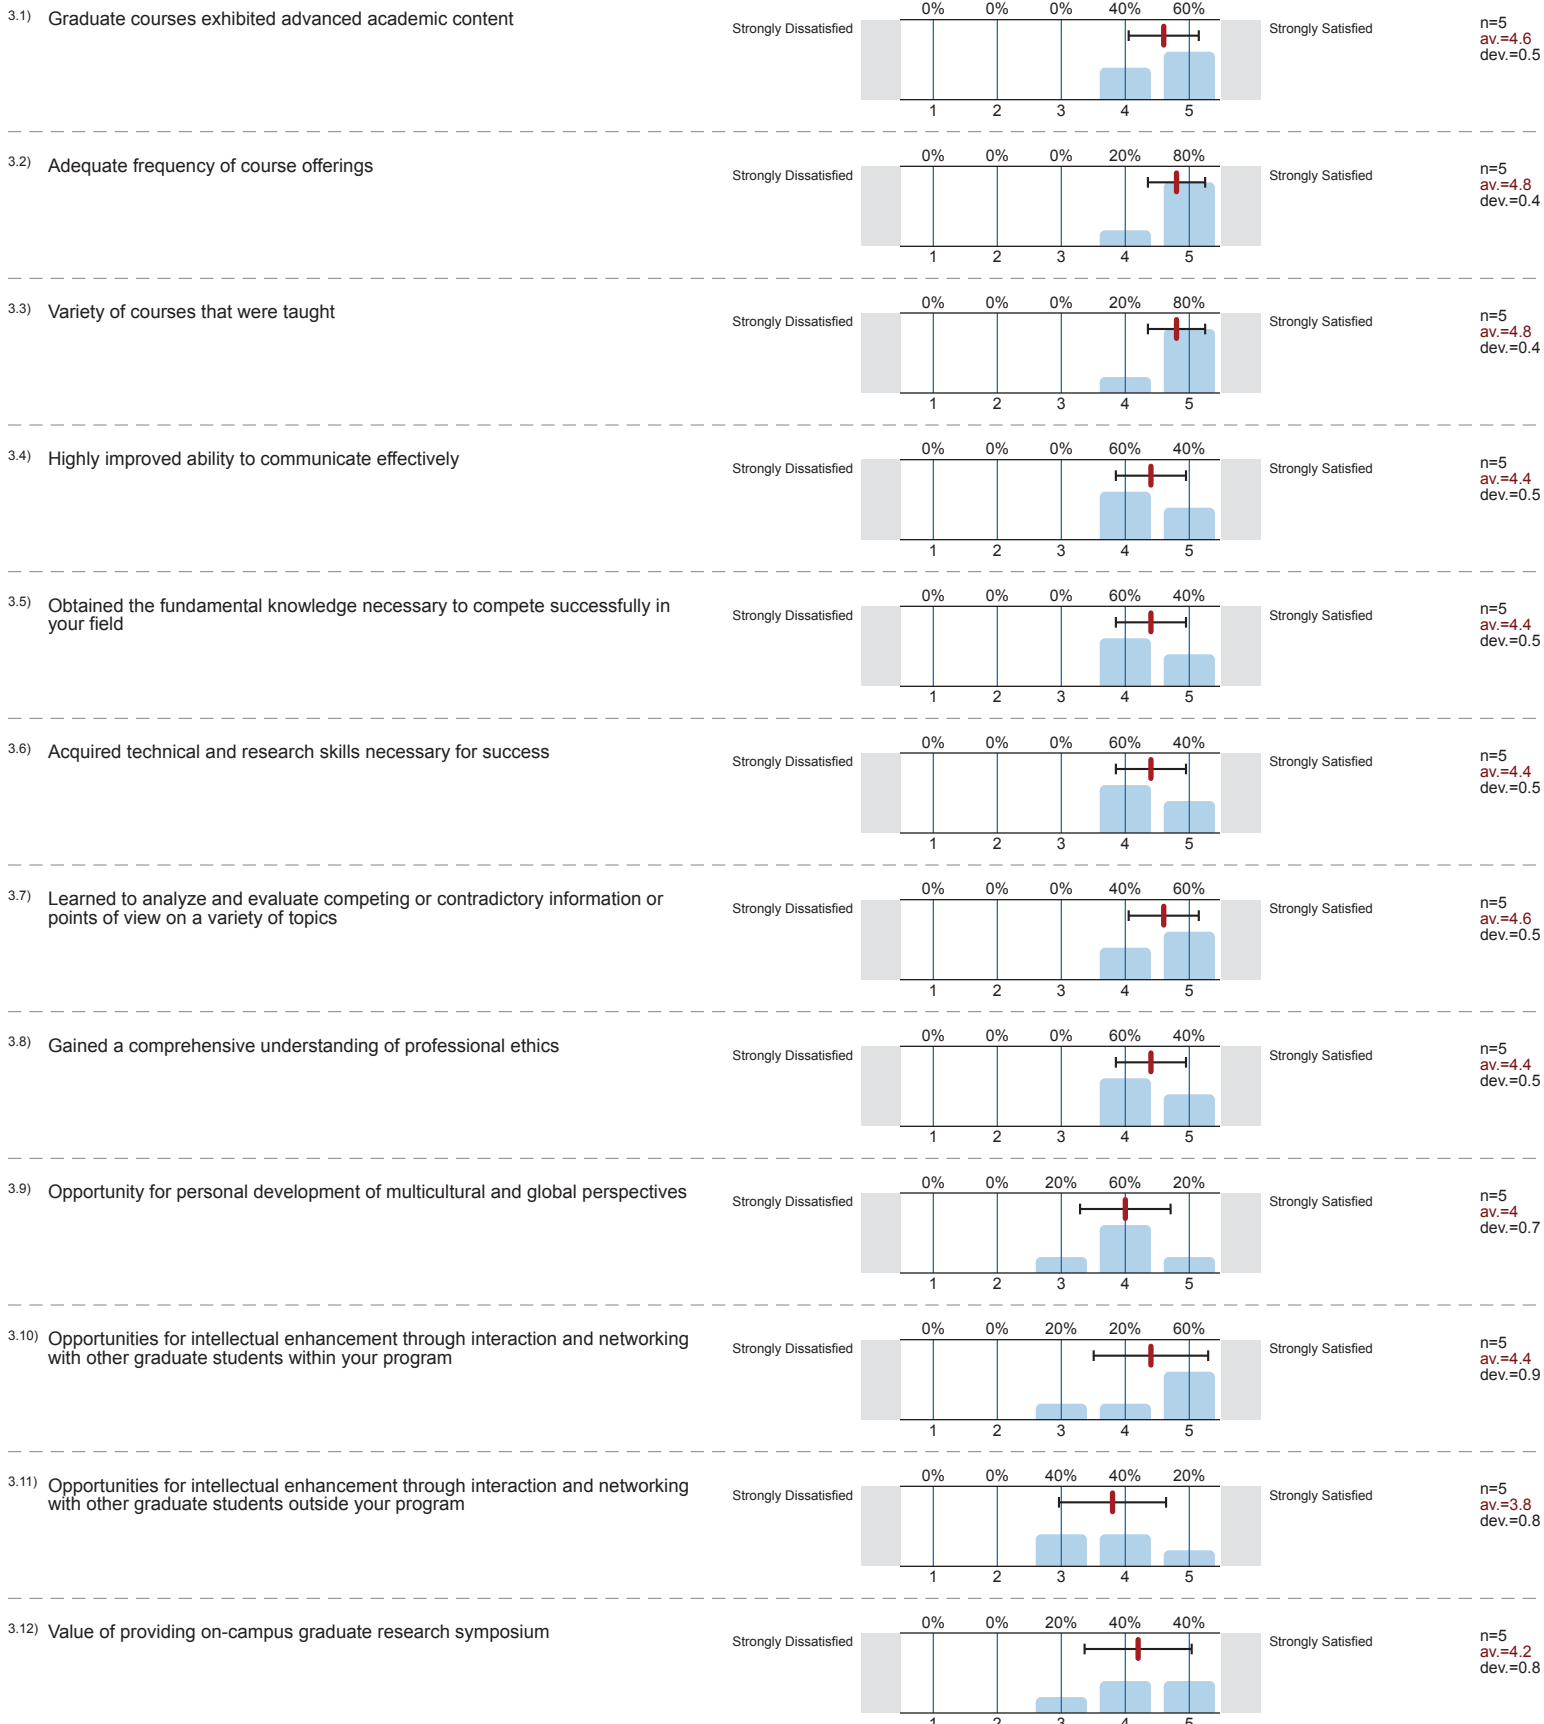 3.1) Graduate courses exhibited advanced academic content
0% 0% 0% 40% 60%
Strongly Dissatisfied Strongly Satisfied
n=5
av.=4.6
dev.=0.5
1 2 3 4 5
3.2) Adequate frequency of course offerings
0% 0% 0% 20% 80%
Strongly Dissatisfied Strongly Satisfied
n=5
av.=4.8
dev.=0.4
1 2 3 4 5
3.3) Variety of courses that were taught
0% 0% 0% 20% 80%
Strongly Dissatisfied Strongly Satisfied
n=5
av.=4.8
dev.=0.4
1 2 3 4 5
3.4) Highly improved ability to communicate effectively
0% 0% 0% 60% 40%
Strongly Dissatisfied Strongly Satisfied
n=5
av.=4.4
dev.=0.5
1 2 3 4 5
3.5) Obtained the fundamental knowledge necessary to compete successfully in
your field
0% 0% 0% 60% 40%
Strongly Dissatisfied Strongly Satisfied
n=5
av.=4.4
dev.=0.5
1 2 3 4 5
3.6) Acquired technical and research skills necessary for success
0% 0% 0% 60% 40%
Strongly Dissatisfied Strongly Satisfied
n=5
av.=4.4
dev.=0.5
1 2 3 4 5
3.7) Learned to analyze and evaluate competing or contradictory information or
points of view on a variety of topics
0% 0% 0% 40% 60%
Strongly Dissatisfied Strongly Satisfied
n=5
av.=4.6
dev.=0.5
1 2 3 4 5
3.8) Gained a comprehensive understanding of professional ethics
0% 0% 0% 60% 40%
Strongly Dissatisfied Strongly Satisfied
n=5
av.=4.4
dev.=0.5
1 2 3 4 5
3.9) Opportunity for personal development of multicultural and global perspectives
0% 0% 20% 60% 20%
Strongly Dissatisfied Strongly Satisfied
n=5
av.=4
dev.=0.7
1 2 3 4 5
3.10) Opportunities for intellectual enhancement through interaction and networking
with other graduate students within your program
0% 0% 20% 20% 60%
Strongly Dissatisfied Strongly Satisfied
n=5
av.=4.4
dev.=0.9
1 2 3 4 5
3.11) Opportunities for intellectual enhancement through interaction and networking
with other graduate students outside your program
0% 0% 40% 40% 20%
Strongly Dissatisfied Strongly Satisfied
n=5
av.=3.8
dev.=0.8
1 2 3 4 5
3.12) Value of providing on-campus graduate research symposium
0% 0% 20% 40% 40%
Strongly Dissatisfied Strongly Satisfied
n=5
av.=4.2
dev.=0.8
1 2 3 4 5